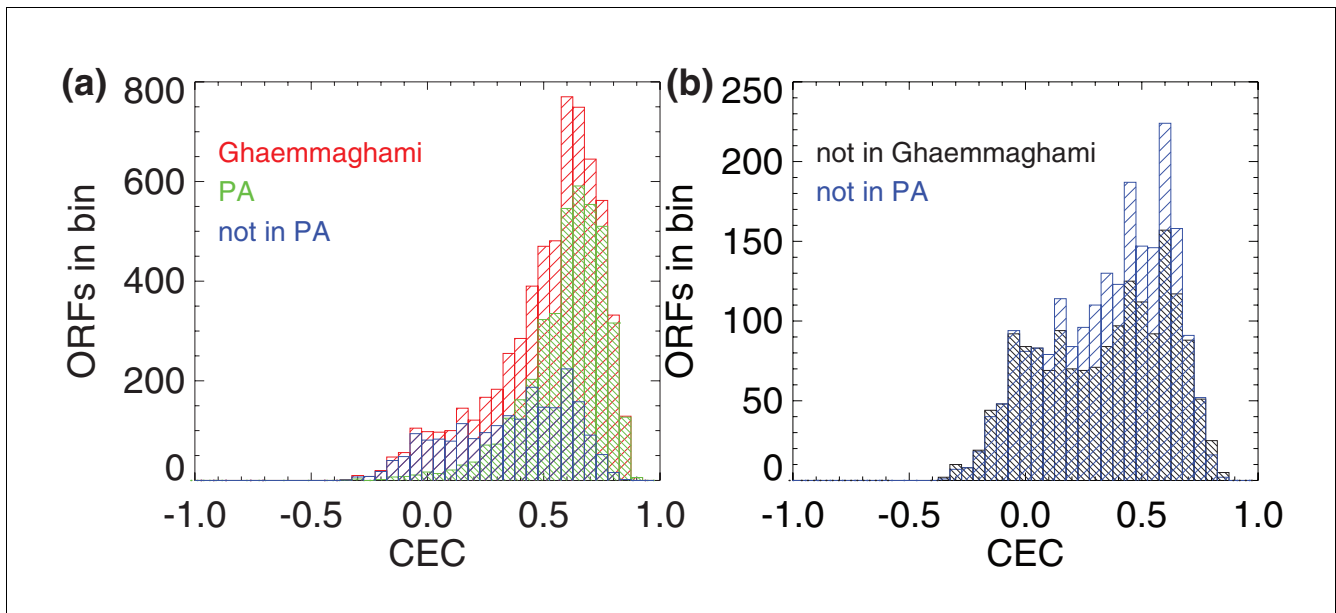 (a)
800
600
400
200
0
ORFs in bin
Ghaemmaghami
PA
not in PA
-1.0 -0.5 0.0 0.5 1.0
CEC
(b)
250
200
150
100
50
0
ORFs in bin
not in Ghaemmaghami
not in PA
-1.0 -0.5 0.0 0.5 1.0
CEC